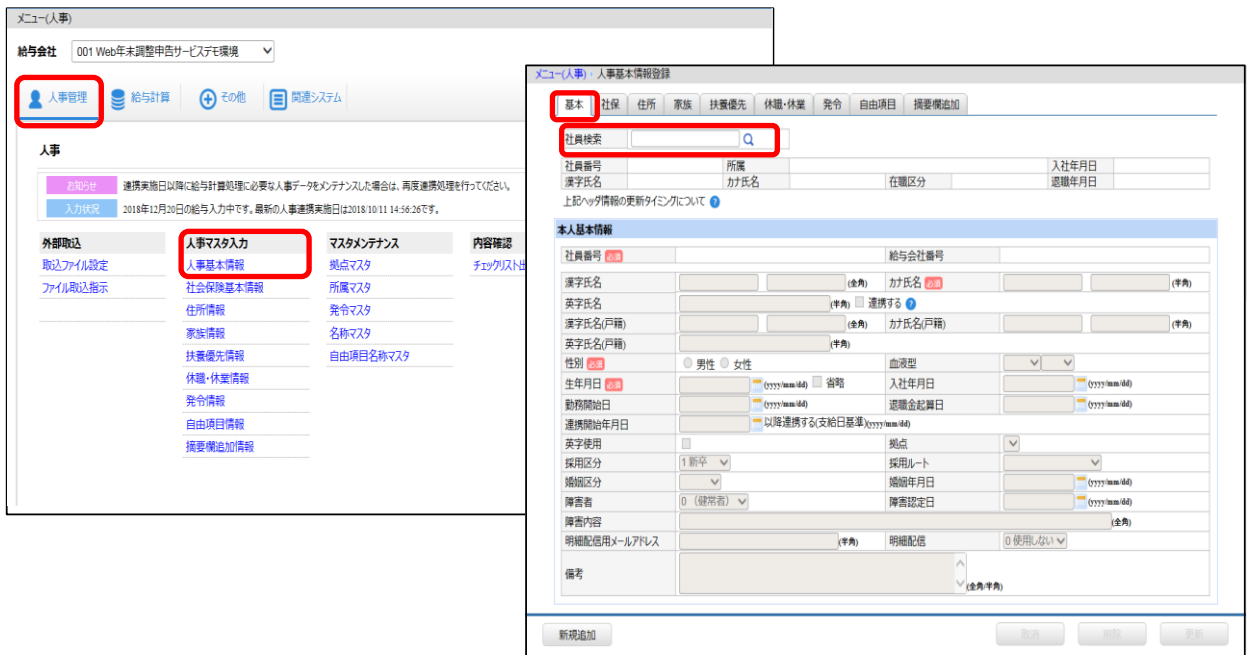 メニュー(人事)
給与会社 001 Web年末調整申告サービスデモ環境
人事管理 給与計算 その他 関連システム
人事
お知らせ 連携実施日以降に給与計算処理に必要な人事データをメンテナンスした場合は、再度連携処理を行ってください。
入力状況 2018年12月20日の給与入力中です。最新の人事連携実施日は2018/10/11 14:56:26です。
外部取込 人事マスタ入力 マスタメンテナンス 内容確認
取込ファイル設定 人事基本情報 拠点マスタ チェックリスト出
ファイル取込指示 社会保険基本情報 所属マスタ
住所情報 発令マスタ
家族情報 名称マスタ
扶養優先情報 自由項目名称マスタ
休職・休業情報
発令情報
自由項目情報
摘要欄追加情報
メニュー(人事) › 人事基本情報登録
基本 社保 住所 家族 扶養優先 休職・休業 発令 自由項目 摘要欄追加
社員検索
社員番号 所属 入社年月日
漢字氏名 カナ氏名 在職区分 退職年月日
上記ヘッダ情報の更新タイミングについて ?
本人基本情報
社員番号 必須 給与会社番号
漢字氏名 (全角) カナ氏名 必須 (半角)
英字氏名 (半角) 連携する ?
漢字氏名(戸籍) (全角) カナ氏名(戸籍) (半角)
英字氏名(戸籍) (半角)
性別 必須 男性 女性 血液型
生年月日 必須 (yyyy/mm/dd) 省略 入社年月日 (yyyy/mm/dd)
勤務開始日 (yyyy/mm/dd) 退職金起算日 (yyyy/mm/dd)
連携開始年月日 以降連携する(支給日基準)(yyyy/mm/dd)
英字使用 拠点
採用区分 1 新卒 採用ルート
婚姻区分 婚姻年月日 (yyyy/mm/dd)
障害者 0 (健常者) 障害認定日 (yyyy/mm/dd)
障害内容 (全角)
明細配信用メールアドレス (半角) 明細配信 0 使用しない
備考 (全角/半角)
新規追加 取消 削除 更新